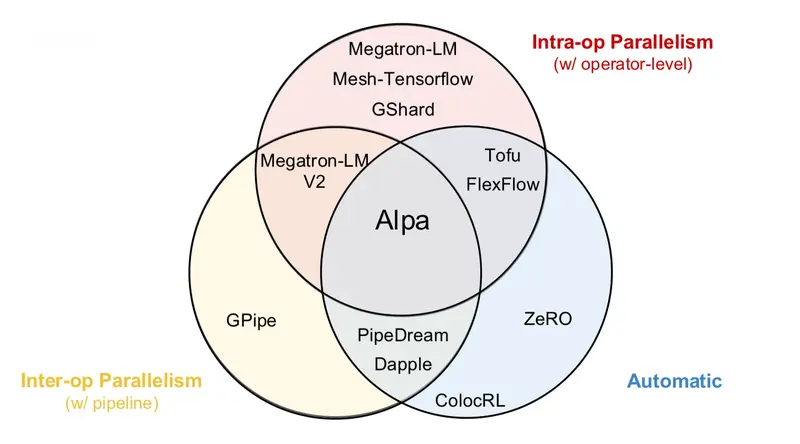 Megatron-LM
Mesh-Tensorflow
GShard
Intra-op Parallelism
(w/ operator-level)
Megatron-LM
V2
Tofu
FlexFlow
Alpa
GPipe
PipeDream
Dapple
ZeRO
Inter-op Parallelism
(w/ pipeline)
Automatic
ColocRL